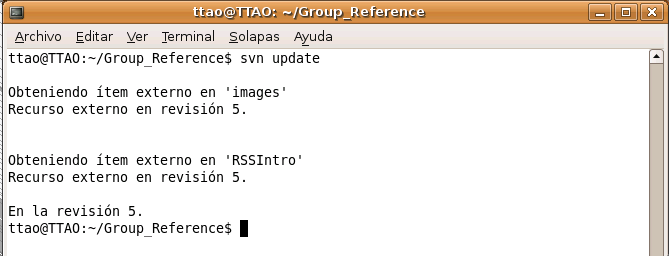 ttao@TTAO: ~/Group_Reference
Archivo Editar Ver Terminal Solapas Ayuda
ttao@TTAO:~/Group_Reference$ svn update
Obteniendo ítem externo en 'images'
Recurso externo en revisión 5.
Obteniendo ítem externo en 'RSSIntro'
Recurso externo en revisión 5.
En la revisión 5.
ttao@TTAO:~/Group_Reference$